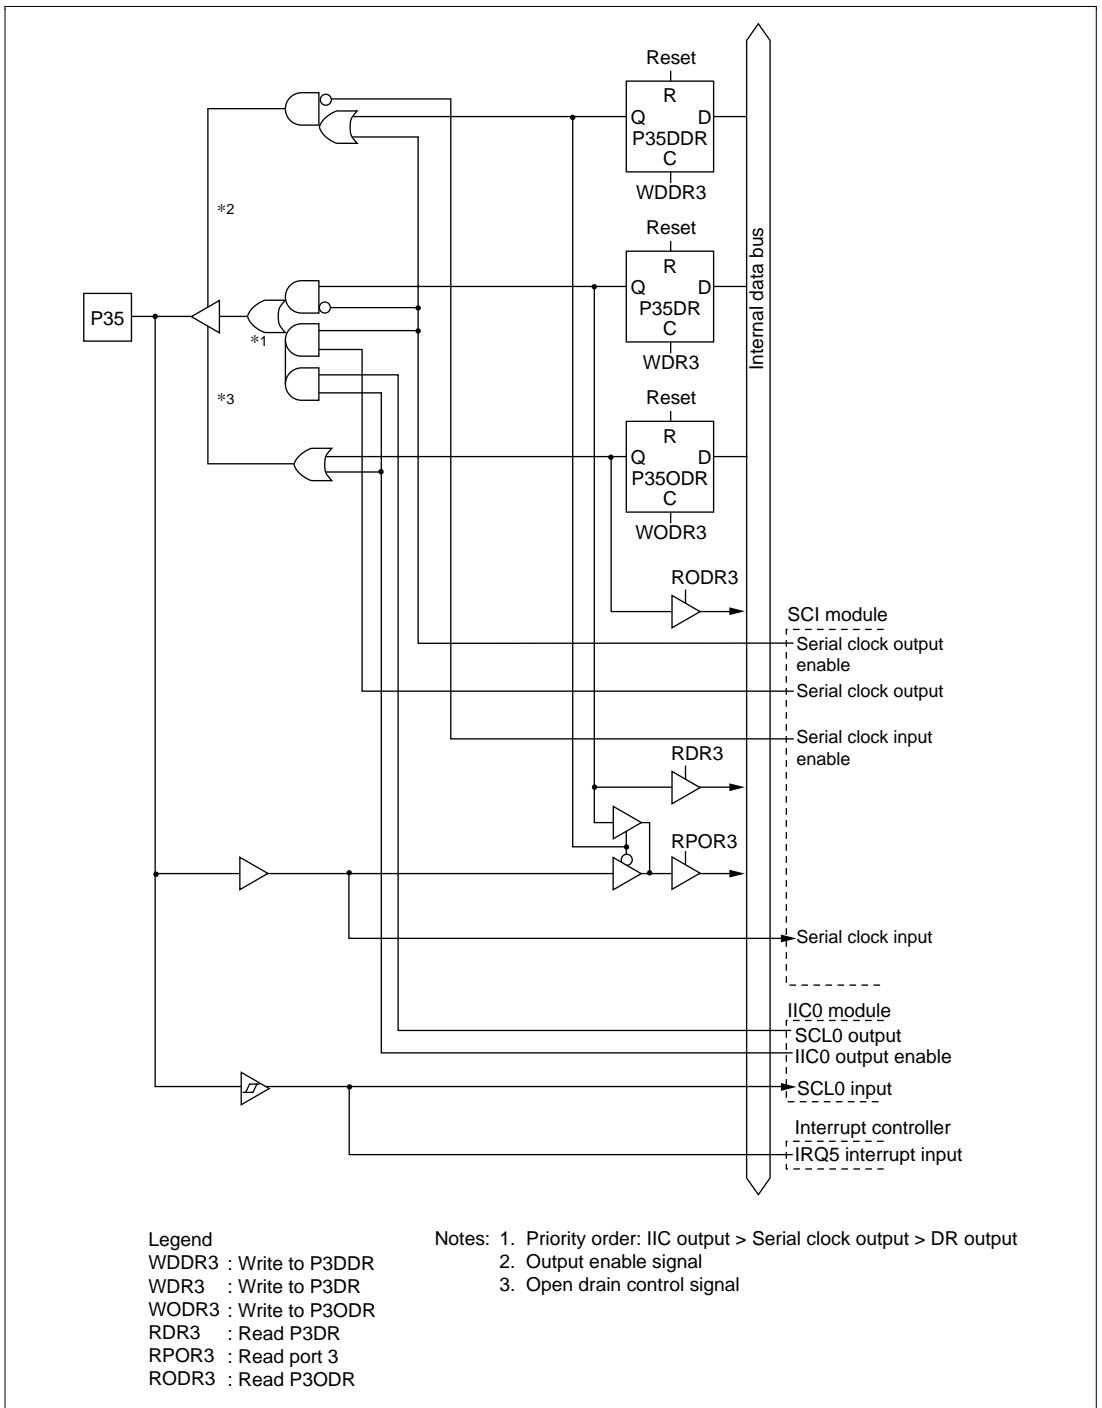 Reset
R
Q D
P35DDR
C
WDDR3
*2
Reset
R
Q D
P35DR
C
WDR3
Internal data bus
P35
*1
*3
Reset
R
Q D
P35ODR
C
WODR3
RODR3
SCI module
Serial clock output
enable
Serial clock output
Serial clock input
enable
RDR3
RPOR3
Serial clock input
IIC0 module
SCL0 output
IIC0 output enable
SCL0 input
Interrupt controller
IRQ5 interrupt input
Legend
WDDR3 : Write to P3DDR
WDR3 : Write to P3DR
WODR3 : Write to P3ODR
RDR3 : Read P3DR
RPOR3 : Read port 3
RODR3 : Read P3ODR
Notes: 1. Priority order: IIC output > Serial clock output > DR output
2. Output enable signal
3. Open drain control signal